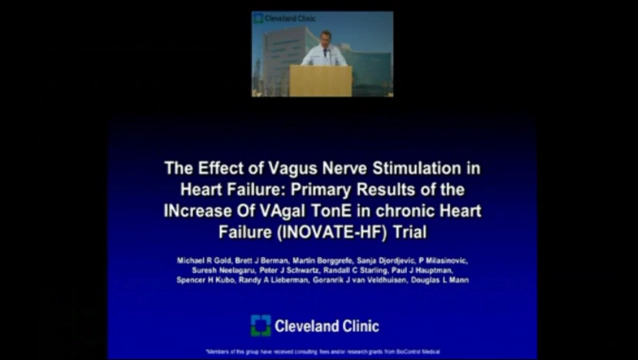 Cleveland Clinic
The Effect of Vagus Nerve Stimulation in
Heart Failure: Primary Results of the
INcrease Of VAgal TonE in chronic Heart
Failure (INOVATE-HF) Trial
Michael R Gold, Brett J Berman, Martin Borggrefe, Sanja Djordjevic, P Milasinovic,
Suresh Neelagaru, Peter J Schwartz, Randall C Starling, Paul J Hauptman,
Spencer H Kubo, Randy A Lieberman, Goranrik J van Veldhuisen, Douglas L Mann
Cleveland Clinic
*Members of this group have received consulting fees and/or research grants from BioControl Medical